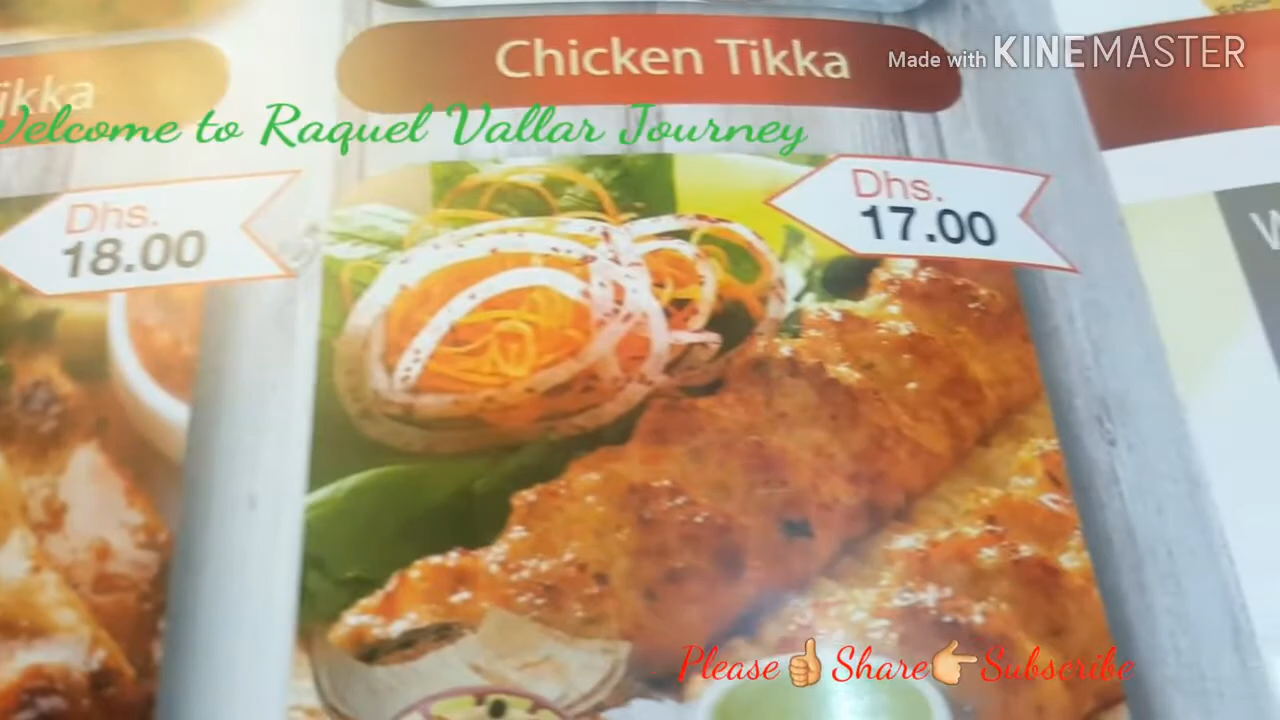 Chicken Tikka
Made with KINEMASTER
ikka
Welcome to Raquel Vallar Journey
Dhs.
18.00
Dhs.
17.00
Please👍Share👉Subscribe